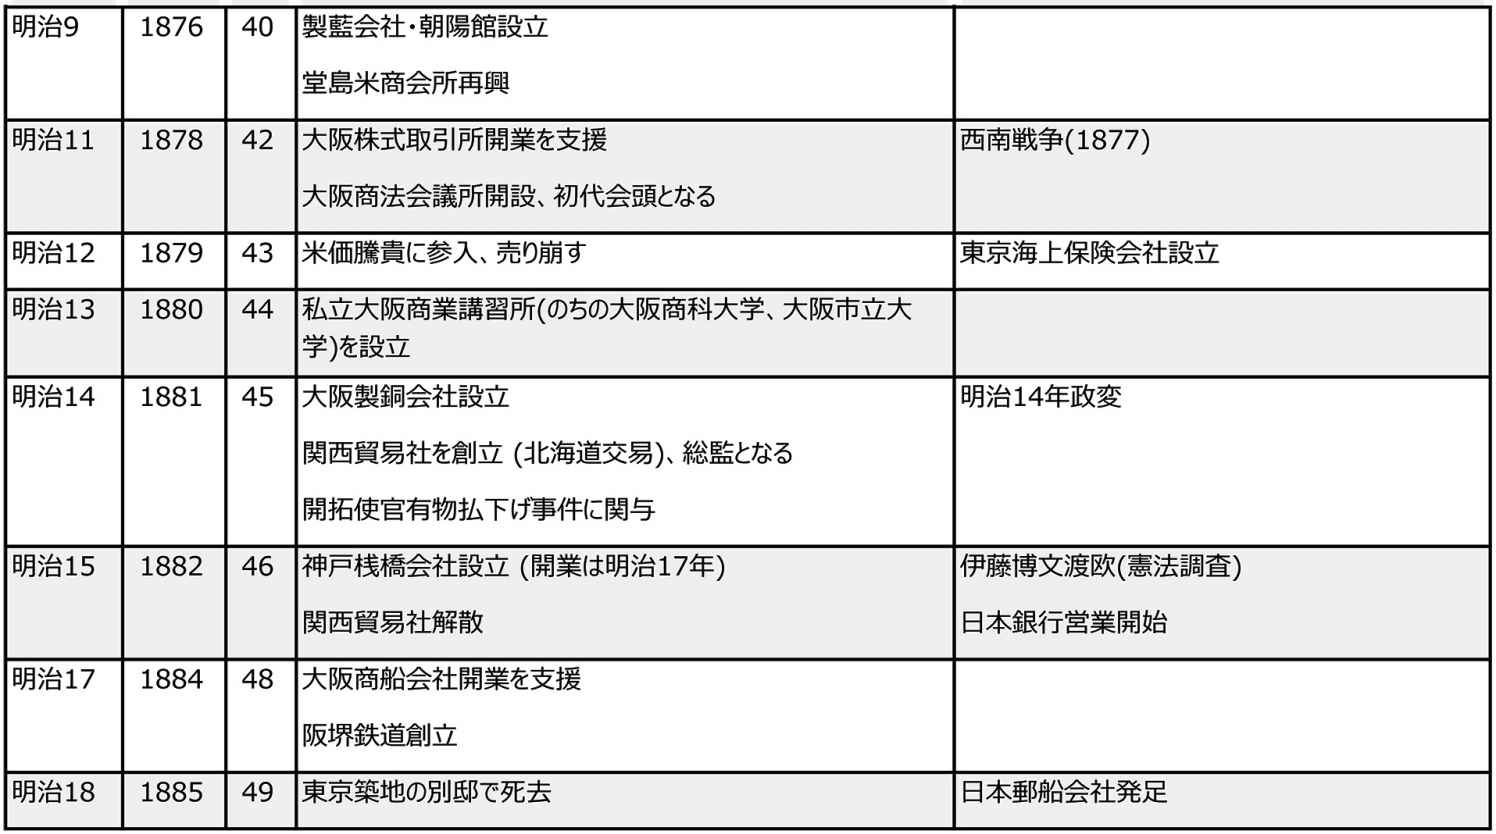 明治9 1876 40 製藍会社・朝陽館設立
堂島米商会所再興
明治11 1878 42 大阪株式取引所開業を支援 西南戦争(1877)
大阪商法会議所開設、初代会頭となる
明治12 1879 43 米価騰貴に参入、売り崩す 東京海上保険会社設立
明治13 1880 44 私立大阪商業講習所(のちの大阪商科大学、大阪市立大
学)を設立
明治14 1881 45 大阪製銅会社設立 明治14年政変
関西貿易社を創立 (北海道交易)、総監となる
開拓使官有物払下げ事件に関与
明治15 1882 46 神戸桟橋会社設立 (開業は明治17年) 伊藤博文渡欧(憲法調査)
関西貿易社解散 日本銀行営業開始
明治17 1884 48 大阪商船会社開業を支援
阪堺鉄道創立
明治18 1885 49 東京築地の別邸で死去 日本郵船会社発足